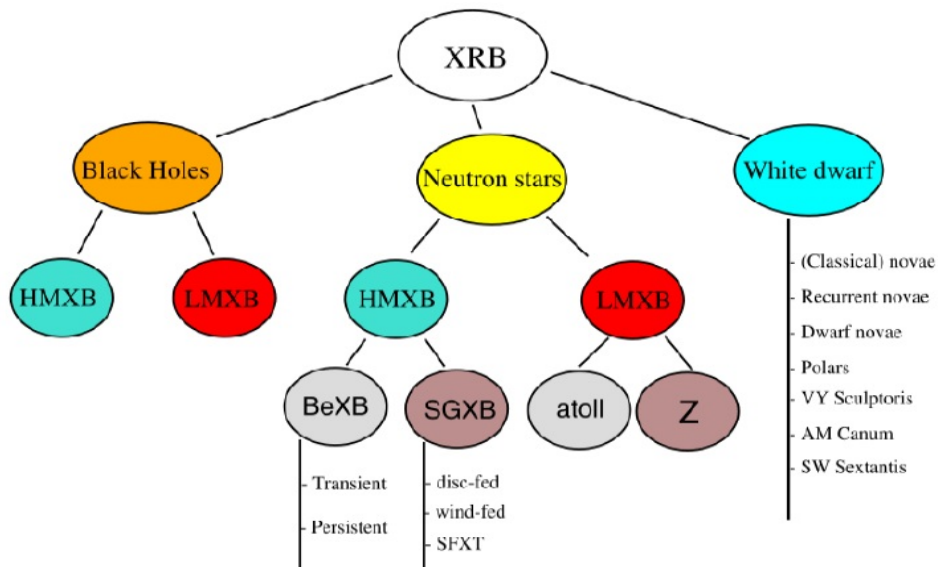 XRB
Black Holes
Neutron stars
White dwarf
HMXB
LMXB
HMXB
LMXB
BeXB
SGXB
atoll
Z
- Transient
- Persistent
- disc-fed
- wind-fed
- SFXT
- (Classical) novae
- Recurrent novae
- Dwarf novae
- Polars
- VY Sculptoris
- AM Canum
- SW Sextantis